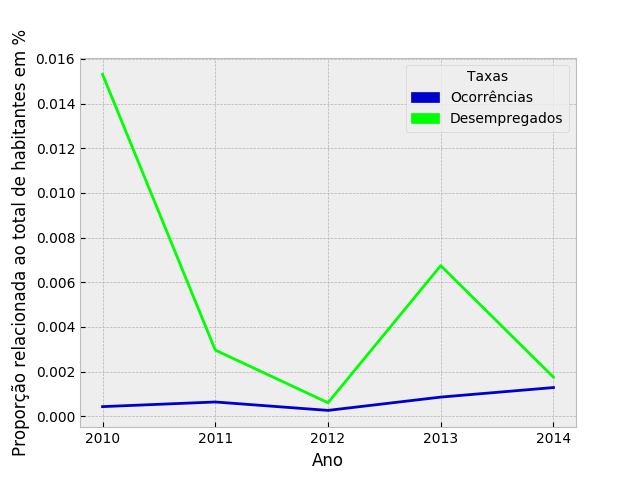 Proporção relacionada ao total de habitantes em %
0.016
0.014
0.012
0.010
0.008
0.006
0.004
0.002
0.000
Taxas
Ocorrências
Desempregados
2010 2011 2012 2013 2014
Ano